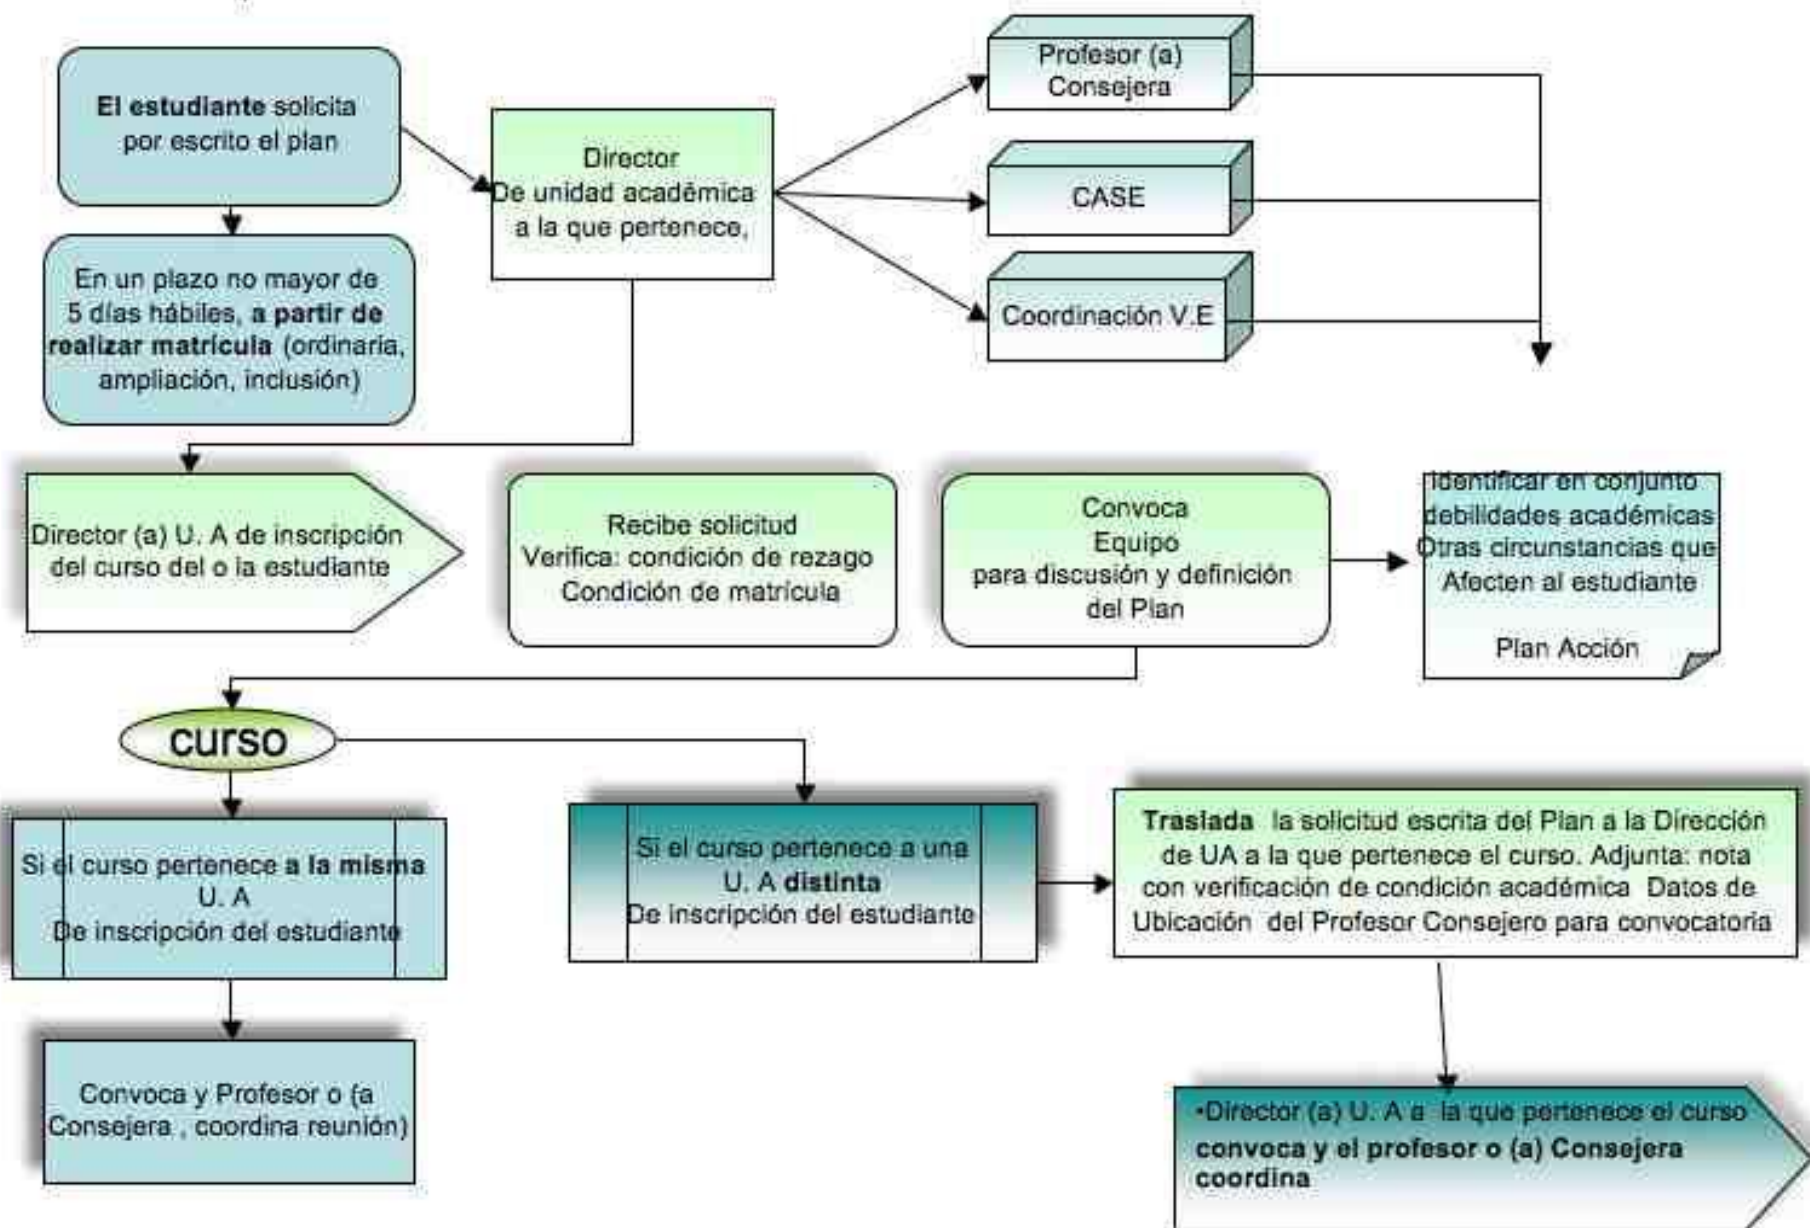 El estudiante solicita
por escrito el plan
En un plazo no mayor de
5 días hábiles, a partir de
realizar matrícula (ordinaria,
ampliación, inclusión)
Director
De unidad académica
a la que pertenece,
Profesor (a)
Consejera
CASE
Coordinación V.E
Director (a) U. A de inscripción
del curso del o la estudiante
Recibe solicitud
Verifica: condición de rezago
Condición de matrícula
Convoca
Equipo
para discusión y definición
del Plan
Identificar en conjunto
debilidades académicas
Otras circunstancias que
Afecten al estudiante
Plan Acción
curso
Si el curso pertenece a la misma
U. A
De inscripción del estudiante
Si el curso pertenece a una
U. A distinta
De inscripción del estudiante
Traslada la solicitud escrita del Plan a la Dirección
de UA a la que pertenece el curso. Adjunta: nota
con verificación de condición académica Datos de
Ubicación del Profesor Consejero para convocatoria
Convoca y Profesor o (a
Consejera , coordina reunión)
•Director (a) U. A a la que pertenece el curso
convoca y el profesor o (a) Consejera
coordina